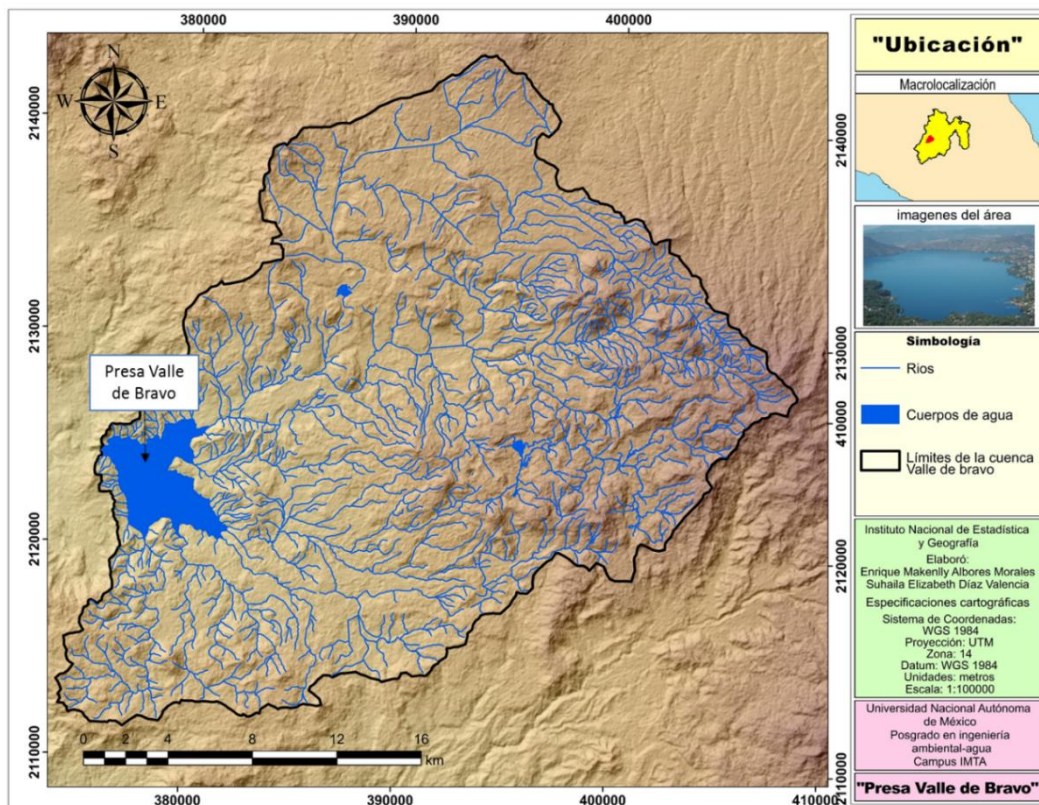 380000
390000
400000
N
W
E
S
2140000
2130000
2120000
2110000
Presa Valle
de Bravo
0 2 4 8 12 16
km
380000
390000
400000
410000
2140000
2130000
4100000
2120000
2110000
"Ubicación"
Macrolocalización
imagenes del área
Simbología
Rios
Cuerpos de agua
Límites de la cuenca
Valle de bravo
Instituto Nacional de Estadística
y Geografía
Elaboró:
Enrique Makenlly Albores Morales
Suhaila Elizabeth Díaz Valencia
Especificaciones cartográficas
Sistema de Coordenadas:
WGS 1984
Proyección: UTM
Zona: 14
Datum: WGS 1984
Unidades: metros
Escala: 1:100000
Universidad Nacional Autónoma
de México
Posgrado en ingeniería
ambiental-agua
Campus IMTA
"Presa Valle de Bravo"